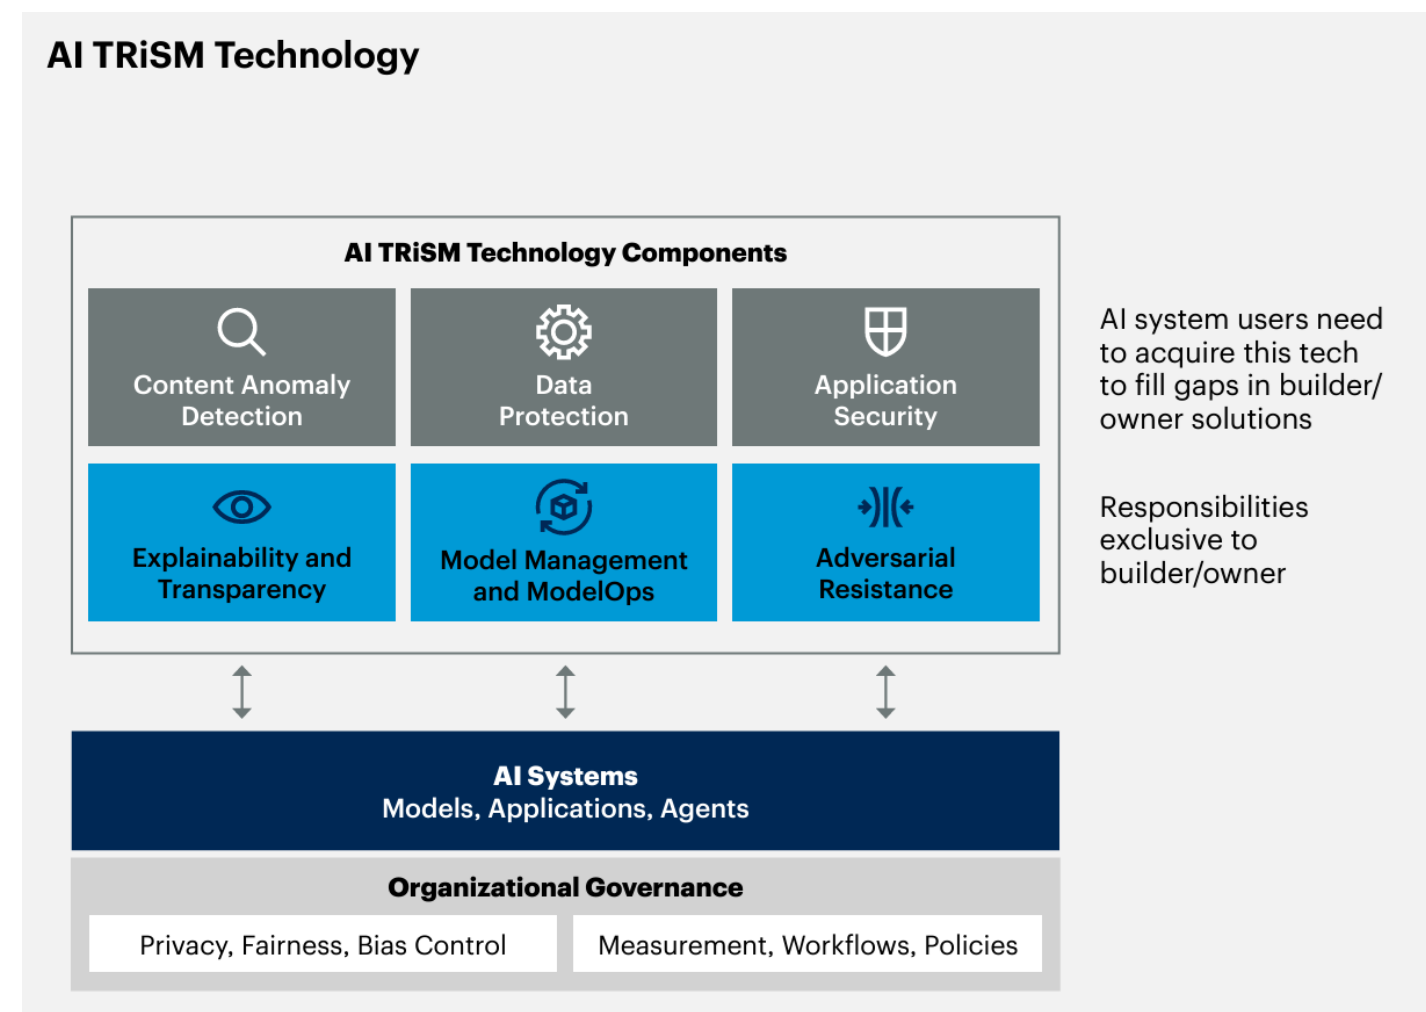 AI TRiSM Technology
AI TRiSM Technology Components
Content Anomaly
Detection
Data
Protection
Application
Security
AI system users need
to acquire this tech
to fill gaps in builder/
owner solutions
Explainability and
Transparency
Model Management
and ModelOps
Adversarial
Resistance
Responsibilities
exclusive to
builder/owner
AI Systems
Models, Applications, Agents
Organizational Governance
Privacy, Fairness, Bias Control
Measurement, Workflows, Policies